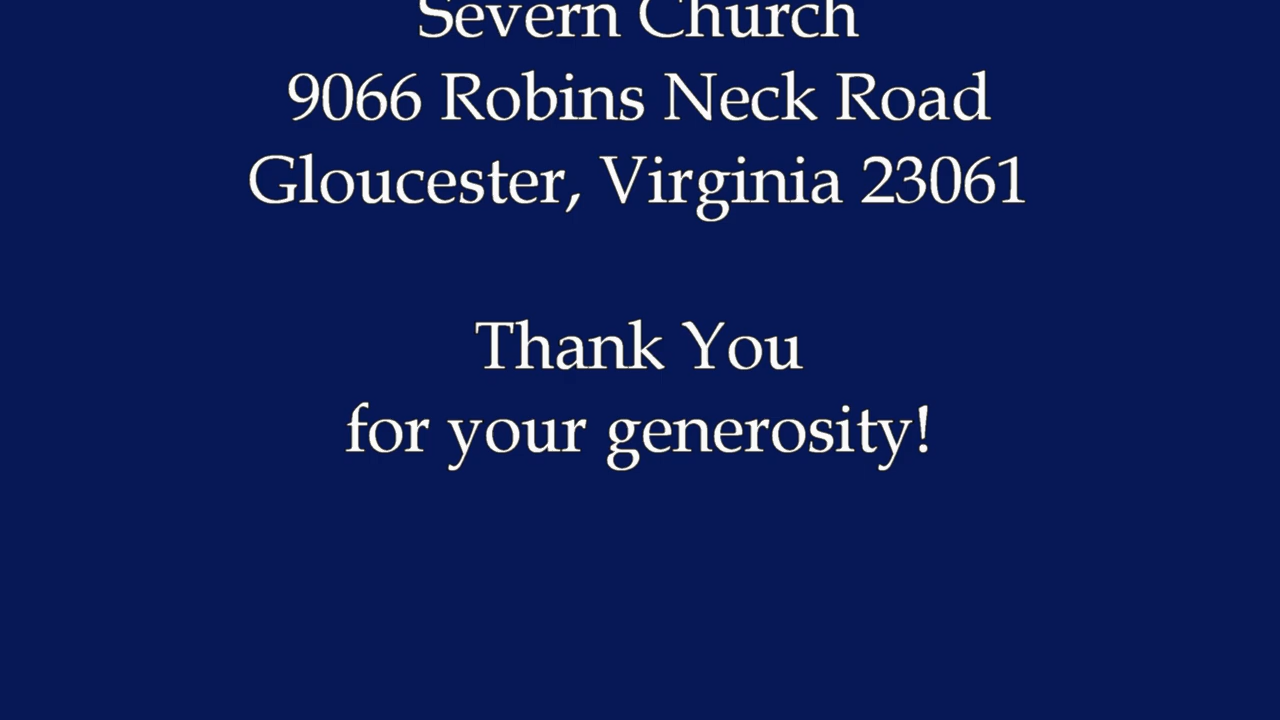 Severn Church
9066 Robins Neck Road
Gloucester, Virginia 23061
Thank You
for your generosity!